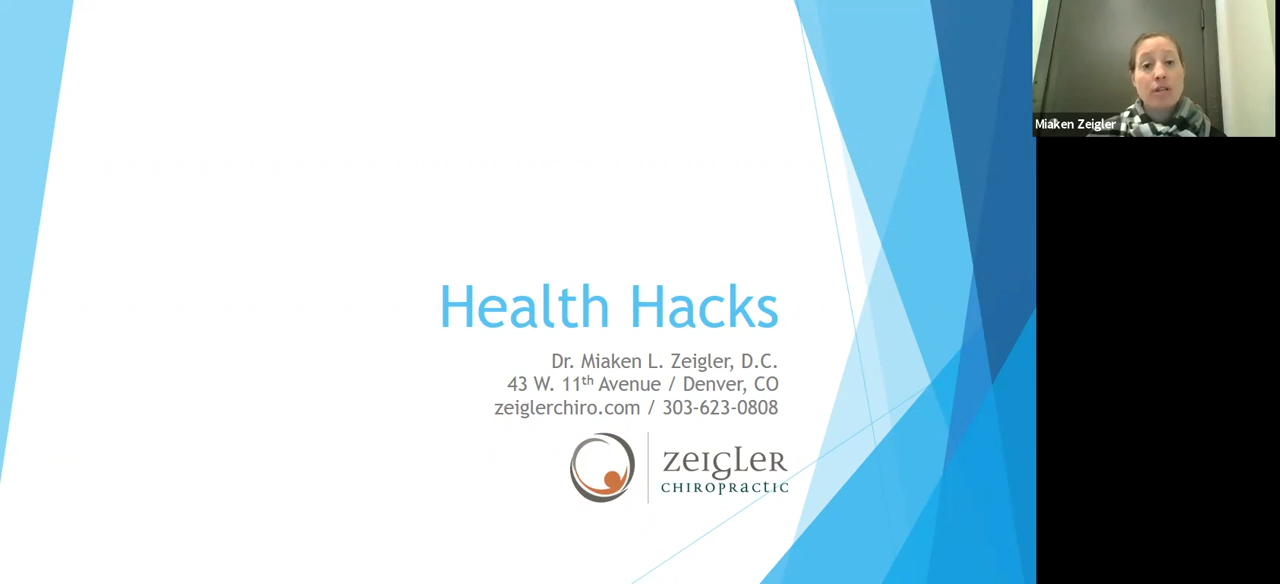 Health Hacks
Dr. Miaken L. Zeigler, D.C.
43 W. 11th Avenue / Denver, CO
zeiglerchiro.com / 303-623-0808
zeigler
chiropractic
Miaken Zeigler